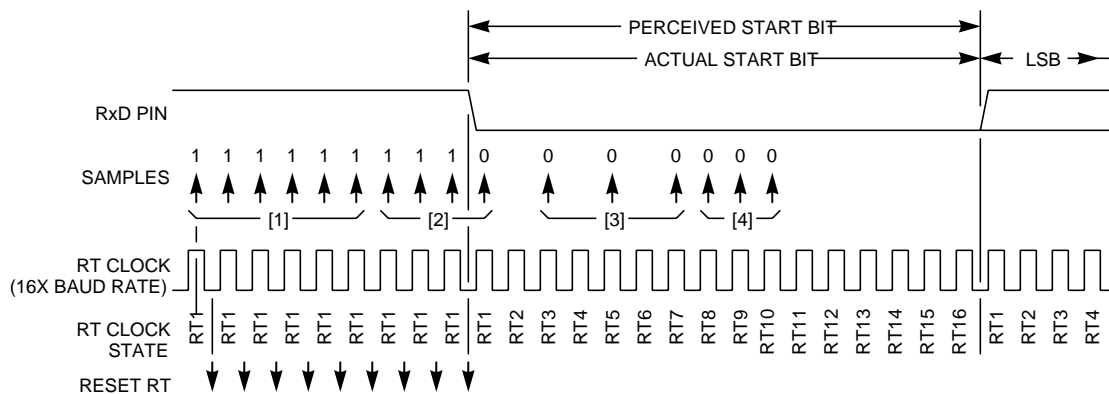 PERCEIVED START BIT
ACTUAL START BIT LSB
RxD PIN
1 1 1 1 1 1 1 1 1 0 0 0 0 0 0 0
SAMPLES
[1] [2] [3] [4]
RT CLOCK
(16X BAUD RATE)
RT1 RT1 RT1 RT1 RT1 RT1 RT1 RT1 RT1 RT1 RT2 RT3 RT4 RT5 RT6 RT7 RT8 RT9 RT10 RT11 RT12 RT13 RT14 RT15 RT16 RT1 RT2 RT3 RT4
RT CLOCK
STATE
RESET RT